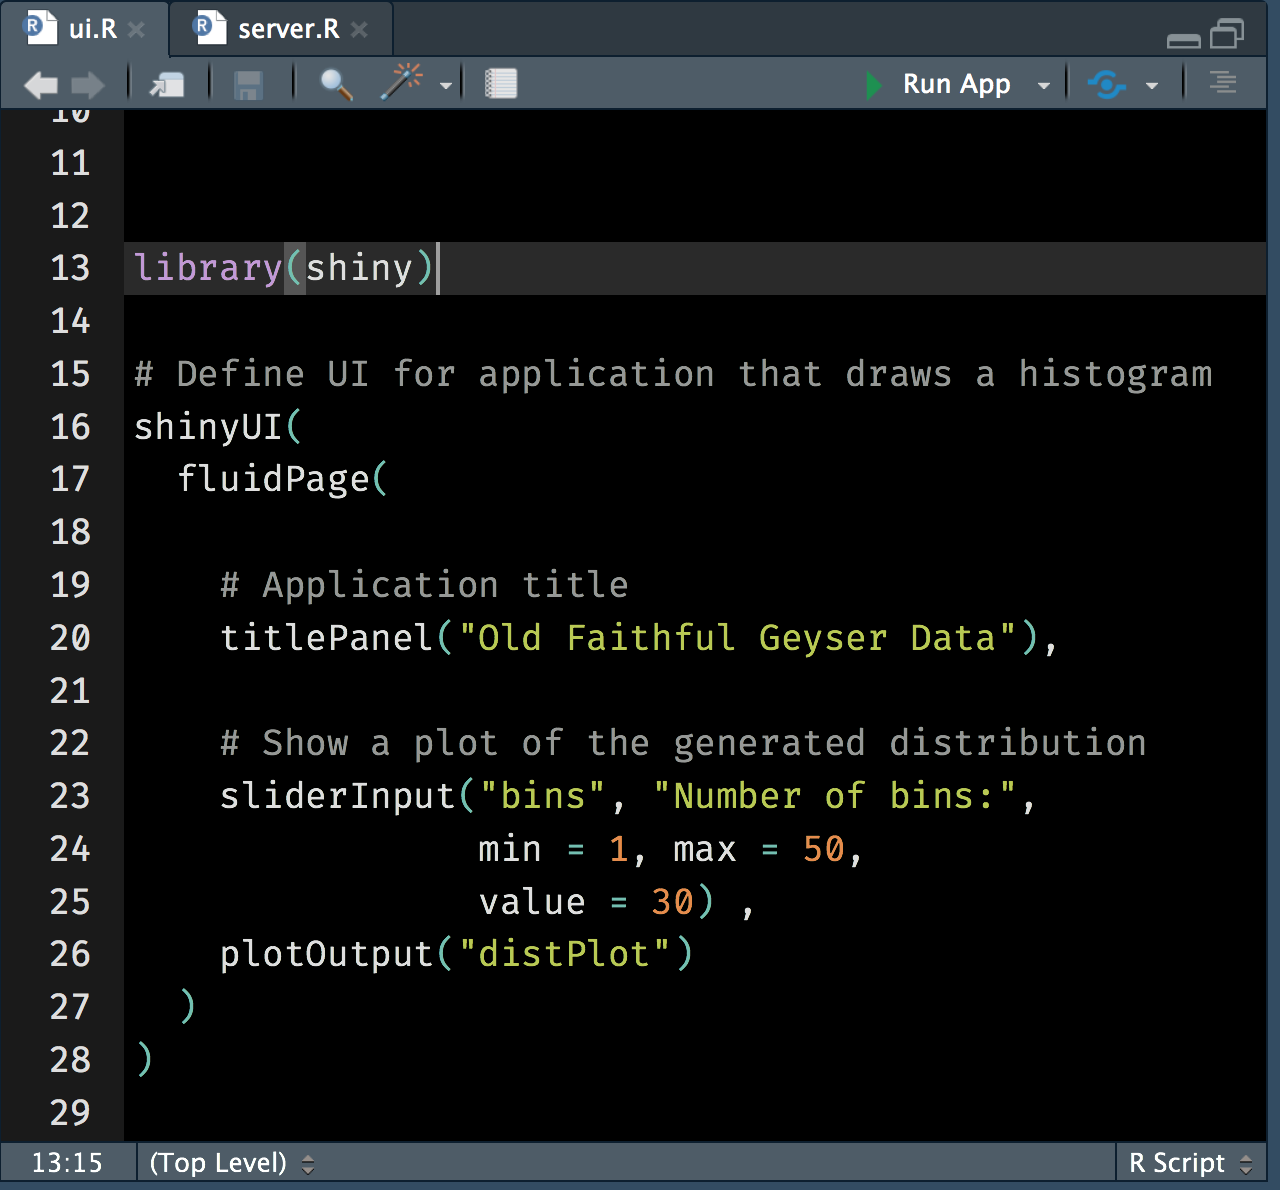 ui.R server.R
Run App
10
11
12
13 library(shiny)
14
15 # Define UI for application that draws a histogram
16 shinyUI(
17   fluidPage(
18
19     # Application title
20     titlePanel("Old Faithful Geyser Data"),
21
22     # Show a plot of the generated distribution
23     sliderInput("bins", "Number of bins:",
24                 min = 1, max = 50,
25                 value = 30) ,
26     plotOutput("distPlot")
27   )
28 )
29
13:15 (Top Level) R Script